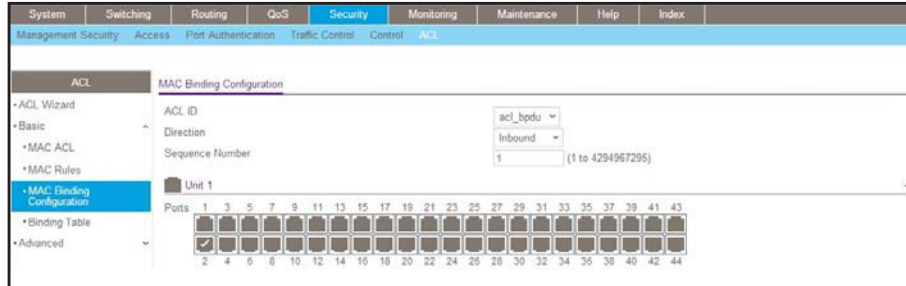 System Switching Routing QoS Security Monitoring Maintenance Help Index
Management Security Access Port Authentication Traffic Control Control ACL
ACL
MAC Binding Configuration
ACL Wizard
Basic
MAC ACL
MAC Rules
MAC Binding
Configuration
Binding Table
Advanced
ACL ID
acl_bpdu
Direction
Inbound
Sequence Number
1
(1 to 4294967295)
Unit 1
Ports 1 3 5 7 9 11 13 15 17 19 21 23 25 27 29 31 33 35 37 39 41 43
2 4 6 8 10 12 14 16 18 20 22 24 26 28 30 32 34 36 38 40 42 44